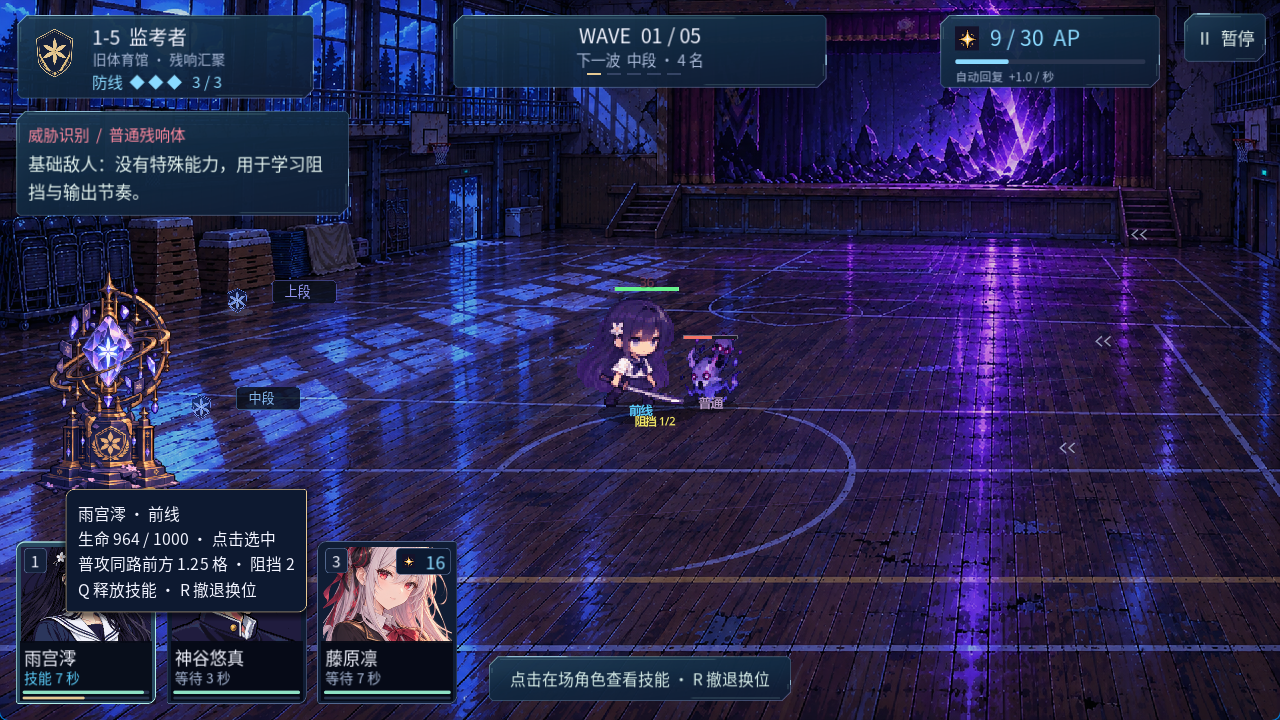 1-5 监考者
旧体育馆 · 残响汇聚
防线 ◆◆◆ 3 / 3
WAVE 01 / 05
下一波 中段 · 4 名
9 / 30 AP
自动回复 +1.0 / 秒
II 暂停
威胁识别 / 普通残响体
基础敌人：没有特殊能力，用于学习阻
挡与输出节奏。
上段
中段
普通
前线
阻挡 1/2
雨宫澪 · 前线
生命 964 / 1000 · 点击选中
普攻同路前方 1.25 格 · 阻挡 2
Q 释放技能 · R 撤退换位
1
雨宫澪
技能 7 秒
神谷悠真
等待 3 秒
3
16
藤原凛
等待 7 秒
点击在场角色查看技能 · R 撤退换位